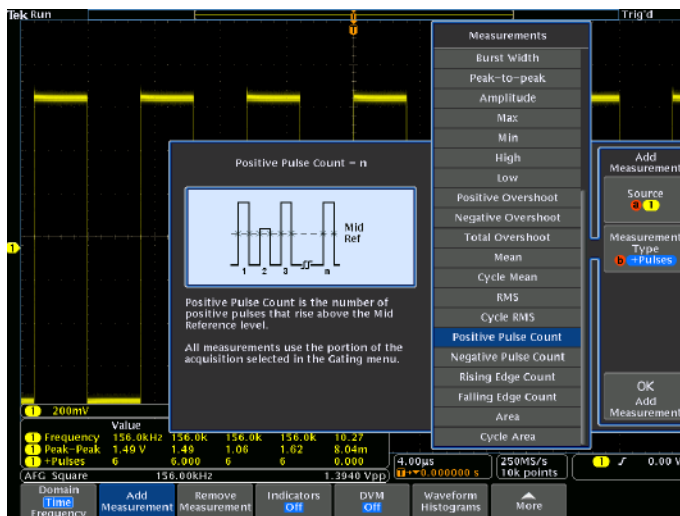 Tek Run
Trig'd
T
T
Measurements
Burst Width
Peak-to-peak
Amplitude
Max
Min
High
Low
Positive Overshoot
Negative Overshoot
Total Overshoot
Mean
Cycle Mean
RMS
Cycle RMS
Positive Pulse Count
Negative Pulse Count
Rising Edge Count
Falling Edge Count
Area
Cycle Area
Positive Pulse Count - n
Mid
Ref
1 2 3 n
Positive Pulse Count is the number of
positive pulses that rise above the Mid
Reference level.
All measurements use the portion of the
acquisition selected in the Gating menu.
Add
Measurement
Source
a 1
Measurement
Type
b +Pulses
OK
Add
Measurement
1
1 200mV
Value
1 Frequency 156.0kHz 156.0k 156.0k 156.0k 10.27
1 Peak-Peak 1.49 V 1.49 1.06 1.62 8.04m
1 +Pulses 6 6.000 6 6 0.000
AFG Square 156.00kHz 1.3940 Vpp
4.00µs
T 0.000000 s
250MS/s
10k points
1 0.00 V
Domain
Time
Frequency
Add
Measurement
Remove
Measurement
Indicators
Off
DVM
Off
Waveform
Histograms
More